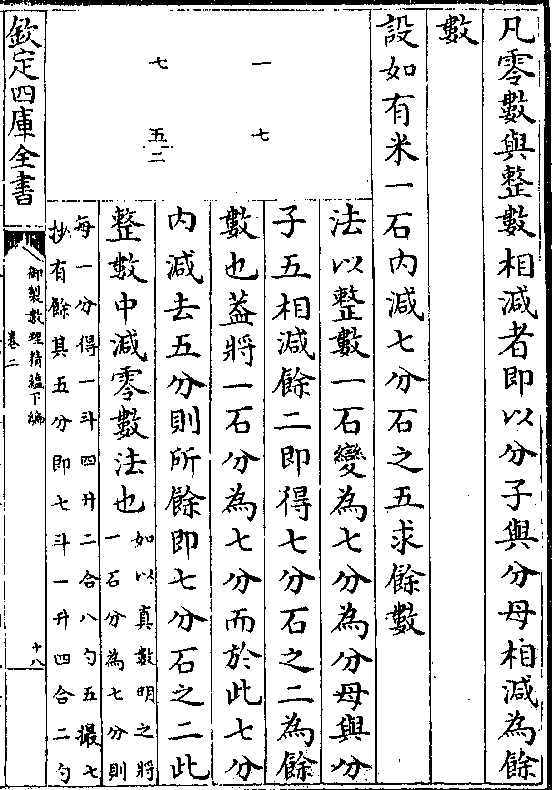 凡零數與整數相減者即以分子與分母相減為餘
數
設如有米一石内減七分石之五求餘數
一　七
七　五二
法以整數一石變為七分為分母與分
子五相減餘二即得七分石之二為餘
數也葢將一石分為七分而於此七分
内減去五分則所餘即七分石之二此
整數中減零數法也
如以真數明之將
一石分為七分則
每一分得一斗四升二合八勺五撮七
抄有餘其五分即七斗一升四合二勺
欽定四庫全書
御製數理精蘊下編
卷二
十八